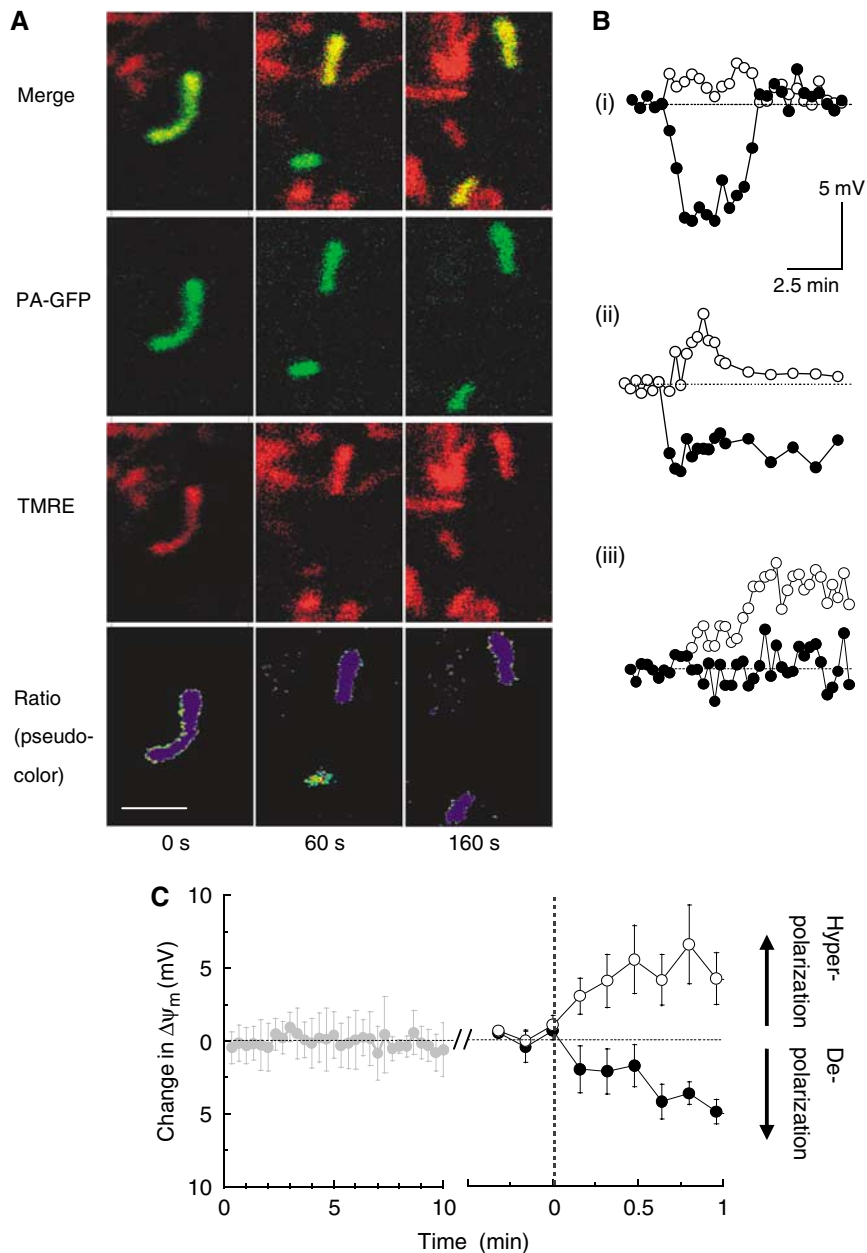 A
B
Merge
PA-GFP
TMRE
Ratio
(pseudo-
color)
0 s
60 s
160 s
(i)
5 mV
2.5 min
(ii)
(iii)
C
Change in Δψm (mV)
10
5
0
5
10
0
5
10
0
0.5
1
Time (min)
Hyper-
polarization
De-
polarization